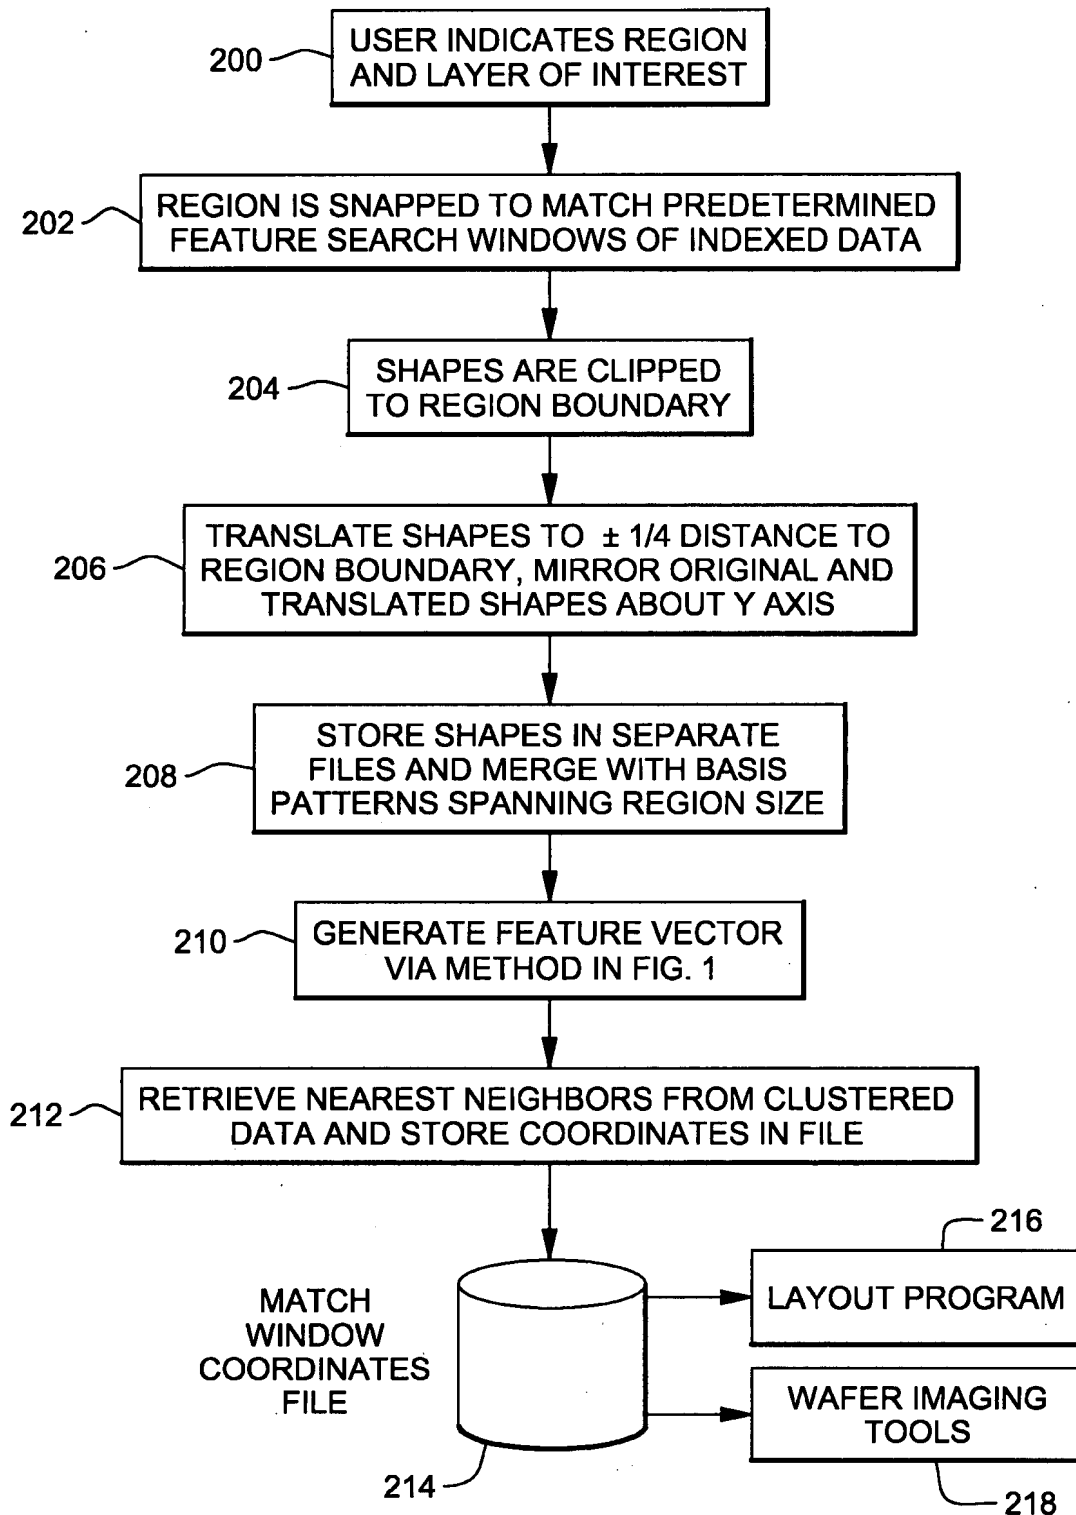 200
USER INDICATES REGION
AND LAYER OF INTEREST
202
REGION IS SNAPPED TO MATCH PREDETERMINED
FEATURE SEARCH WINDOWS OF INDEXED DATA
204
SHAPES ARE CLIPPED
TO REGION BOUNDARY
206
TRANSLATE SHAPES TO ± 1/4 DISTANCE TO
REGION BOUNDARY, MIRROR ORIGINAL AND
TRANSLATED SHAPES ABOUT Y AXIS
208
STORE SHAPES IN SEPARATE
FILES AND MERGE WITH BASIS
PATTERNS SPANNING REGION SIZE
210
GENERATE FEATURE VECTOR
VIA METHOD IN FIG. 1
212
RETRIEVE NEAREST NEIGHBORS FROM CLUSTERED
DATA AND STORE COORDINATES IN FILE
MATCH
WINDOW
COORDINATES
FILE
214
216
LAYOUT PROGRAM
WAFER IMAGING
TOOLS
218